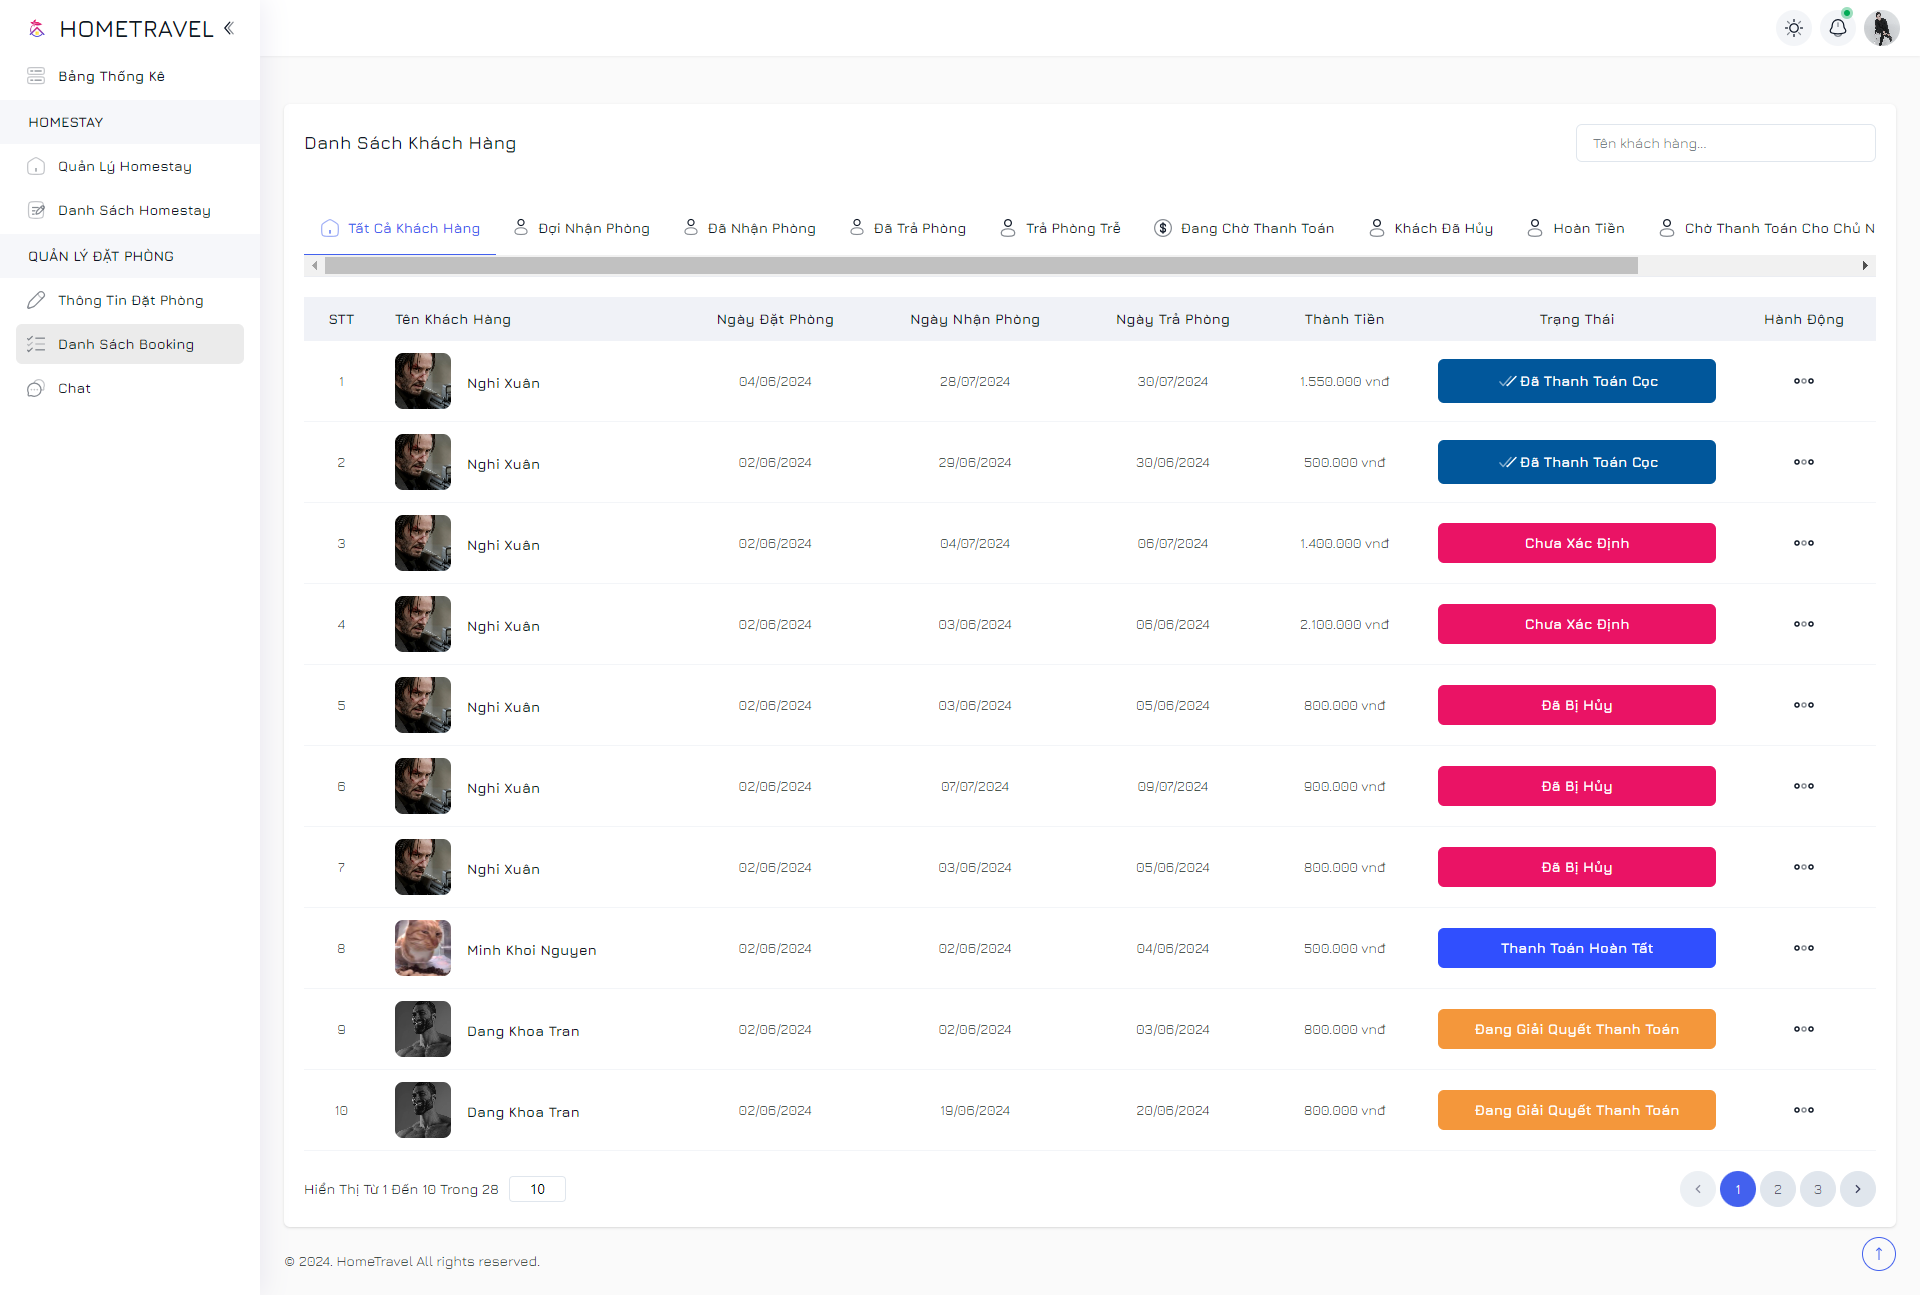 HOMETRAVEL
Bảng Thống Kê
HOMESTAY
Quản Lý Homestay
Danh Sách Homestay
QUẢN LÝ ĐẶT PHÒNG
Thông Tin Đặt Phòng
Danh Sách Booking
Chat
Danh Sách Khách Hàng
Tên khách hàng...
Tất Cả Khách Hàng Đợi Nhận Phòng Đã Nhận Phòng Đã Trả Phòng Trả Phòng Trễ Đang Chờ Thanh Toán Khách Đã Hủy Hoàn Tiền Chờ Thanh Toán Cho Chủ N
STT Tên Khách Hàng Ngày Đặt Phòng Ngày Nhận Phòng Ngày Trả Phòng Thành Tiền Trạng Thái Hành Động
1 Nghi Xuân 04/06/2024 28/07/2024 30/07/2024 1.550.000 vnđ Đã Thanh Toán Cọc
2 Nghi Xuân 02/06/2024 29/06/2024 30/06/2024 500.000 vnđ Đã Thanh Toán Cọc
3 Nghi Xuân 02/06/2024 04/07/2024 06/07/2024 1.400.000 vnđ Chưa Xác Định
4 Nghi Xuân 02/06/2024 03/06/2024 06/06/2024 2.100.000 vnđ Chưa Xác Định
5 Nghi Xuân 02/06/2024 03/06/2024 05/06/2024 800.000 vnđ Đã Bị Hủy
6 Nghi Xuân 02/06/2024 07/07/2024 09/07/2024 900.000 vnđ Đã Bị Hủy
7 Nghi Xuân 02/06/2024 03/06/2024 05/06/2024 800.000 vnđ Đã Bị Hủy
8 Minh Khoi Nguyen 02/06/2024 02/06/2024 04/06/2024 500.000 vnđ Thanh Toán Hoàn Tất
9 Dang Khoa Tran 02/06/2024 02/06/2024 03/06/2024 800.000 vnđ Đang Giải Quyết Thanh Toán
10 Dang Khoa Tran 02/06/2024 19/06/2024 20/06/2024 800.000 vnđ Đang Giải Quyết Thanh Toán
Hiển Thị Từ 1 Đến 10 Trong 28 10 1 2 3
© 2024. HomeTravel All rights reserved.